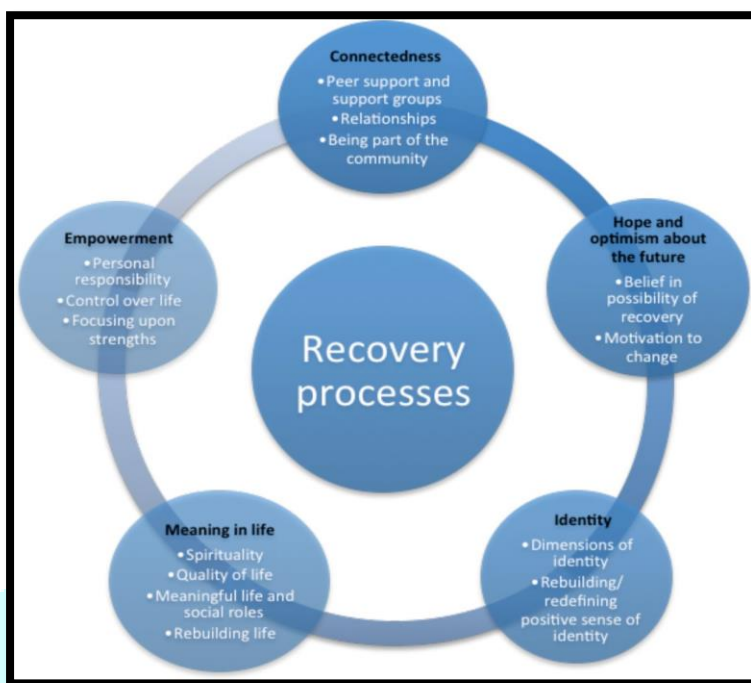 Connectedness
•Peer support and
support groups
•Relationships
•Being part of the
community
Hope and
optimism about
the future
•Belief in
possibility of
recovery
•Motivation to
change
Identity
•Dimensions of
identity
•Rebuilding/
redefining
positive sense of
identity
Meaning in life
•Spirituality
•Quality of life
•Meaningful life and
social roles
•Rebuilding life
Empowerment
•Personal
responsibility
•Control over life
•Focusing upon
strengths
Recovery
processes